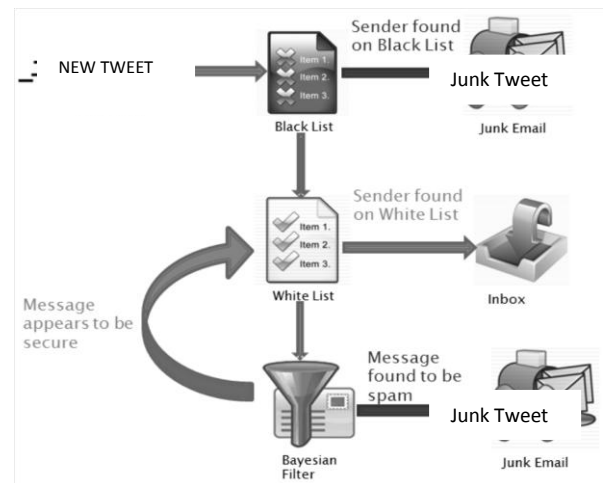 NEW TWEET
Item 1.
Item 2.
Item 3.
Black List
Sender found
on Black List
Junk Tweet
Junk Email
Item 1.
Item 2.
Item 3.
White List
Sender found
on White List
Inbox
Message
appears to be
secure
Bayesian
Filter
Message
found to be
spam
Junk Tweet
Junk Email